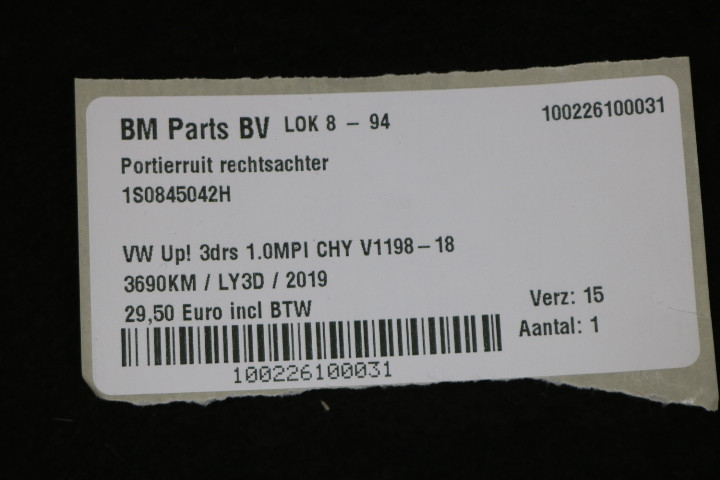 BM Parts BV LOK 8 - 94 100226100031
Portierruit rechtsachter
1S0845042H
VW Up! 3drs 1.0MPI CHY V1198-18
3690KM / LY3D / 2019
29,50 Euro incl BTW
Verz: 15
Aantal: 1
100226100031